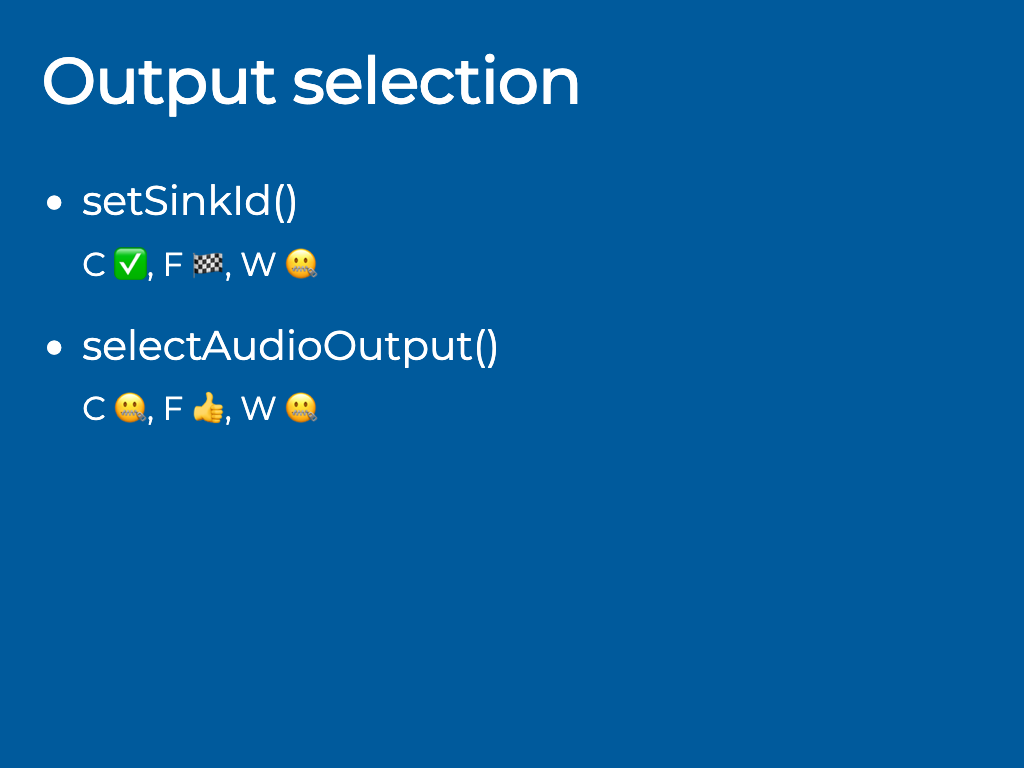 Output selection
• setSinkId()
C ✅, F 🏁, W 🤐
• selectAudioOutput()
C 🤐, F 👍, W 🤐